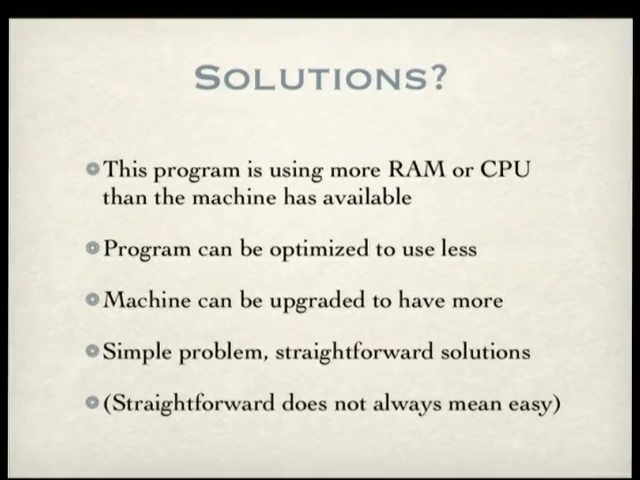 Solutions?
This program is using more RAM or CPU
than the machine has available
Program can be optimized to use less
Machine can be upgraded to have more
Simple problem, straightforward solutions
(Straightforward does not always mean easy)